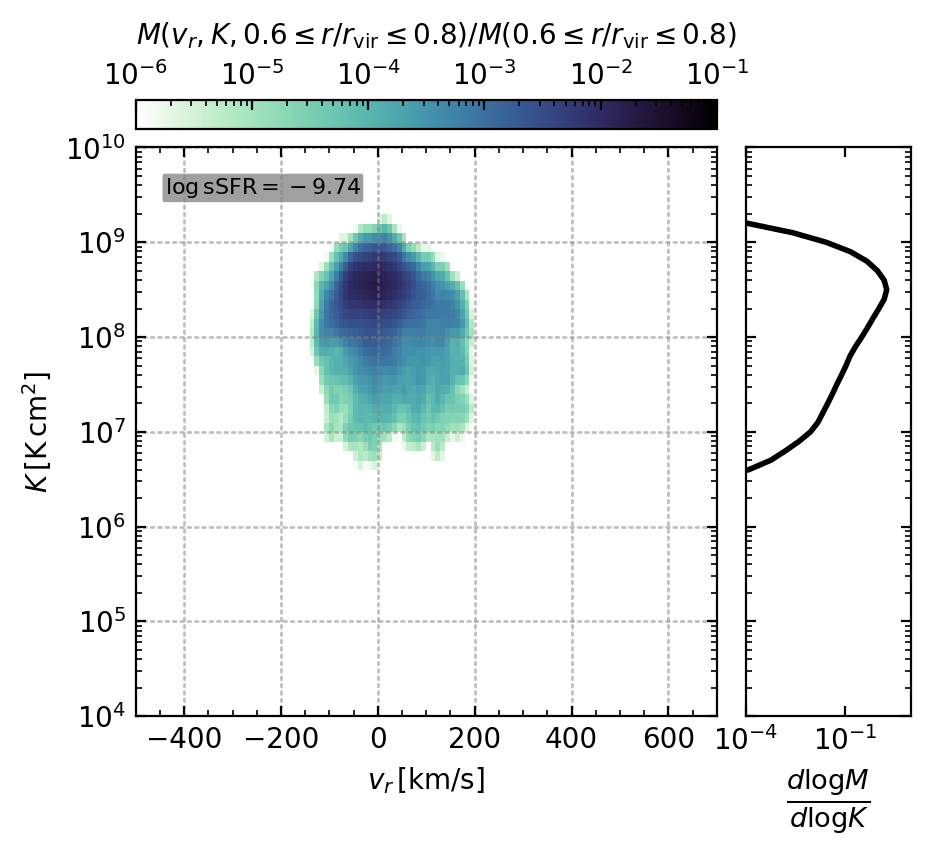 M(v_r, K, 0.6 ≤ r/r_vir ≤ 0.8)/M(0.6 ≤ r/r_vir ≤ 0.8)
10^−6 10^−5 10^−4 10^−3 10^−2 10^−1
log sSFR = −9.74
10^10
10^9
10^8
10^7
10^6
10^5
10^4
K [K cm^2]
−400 −200 0 200 400 600
v_r [km/s]
10^−4 10^−1
dlogM
dlogK